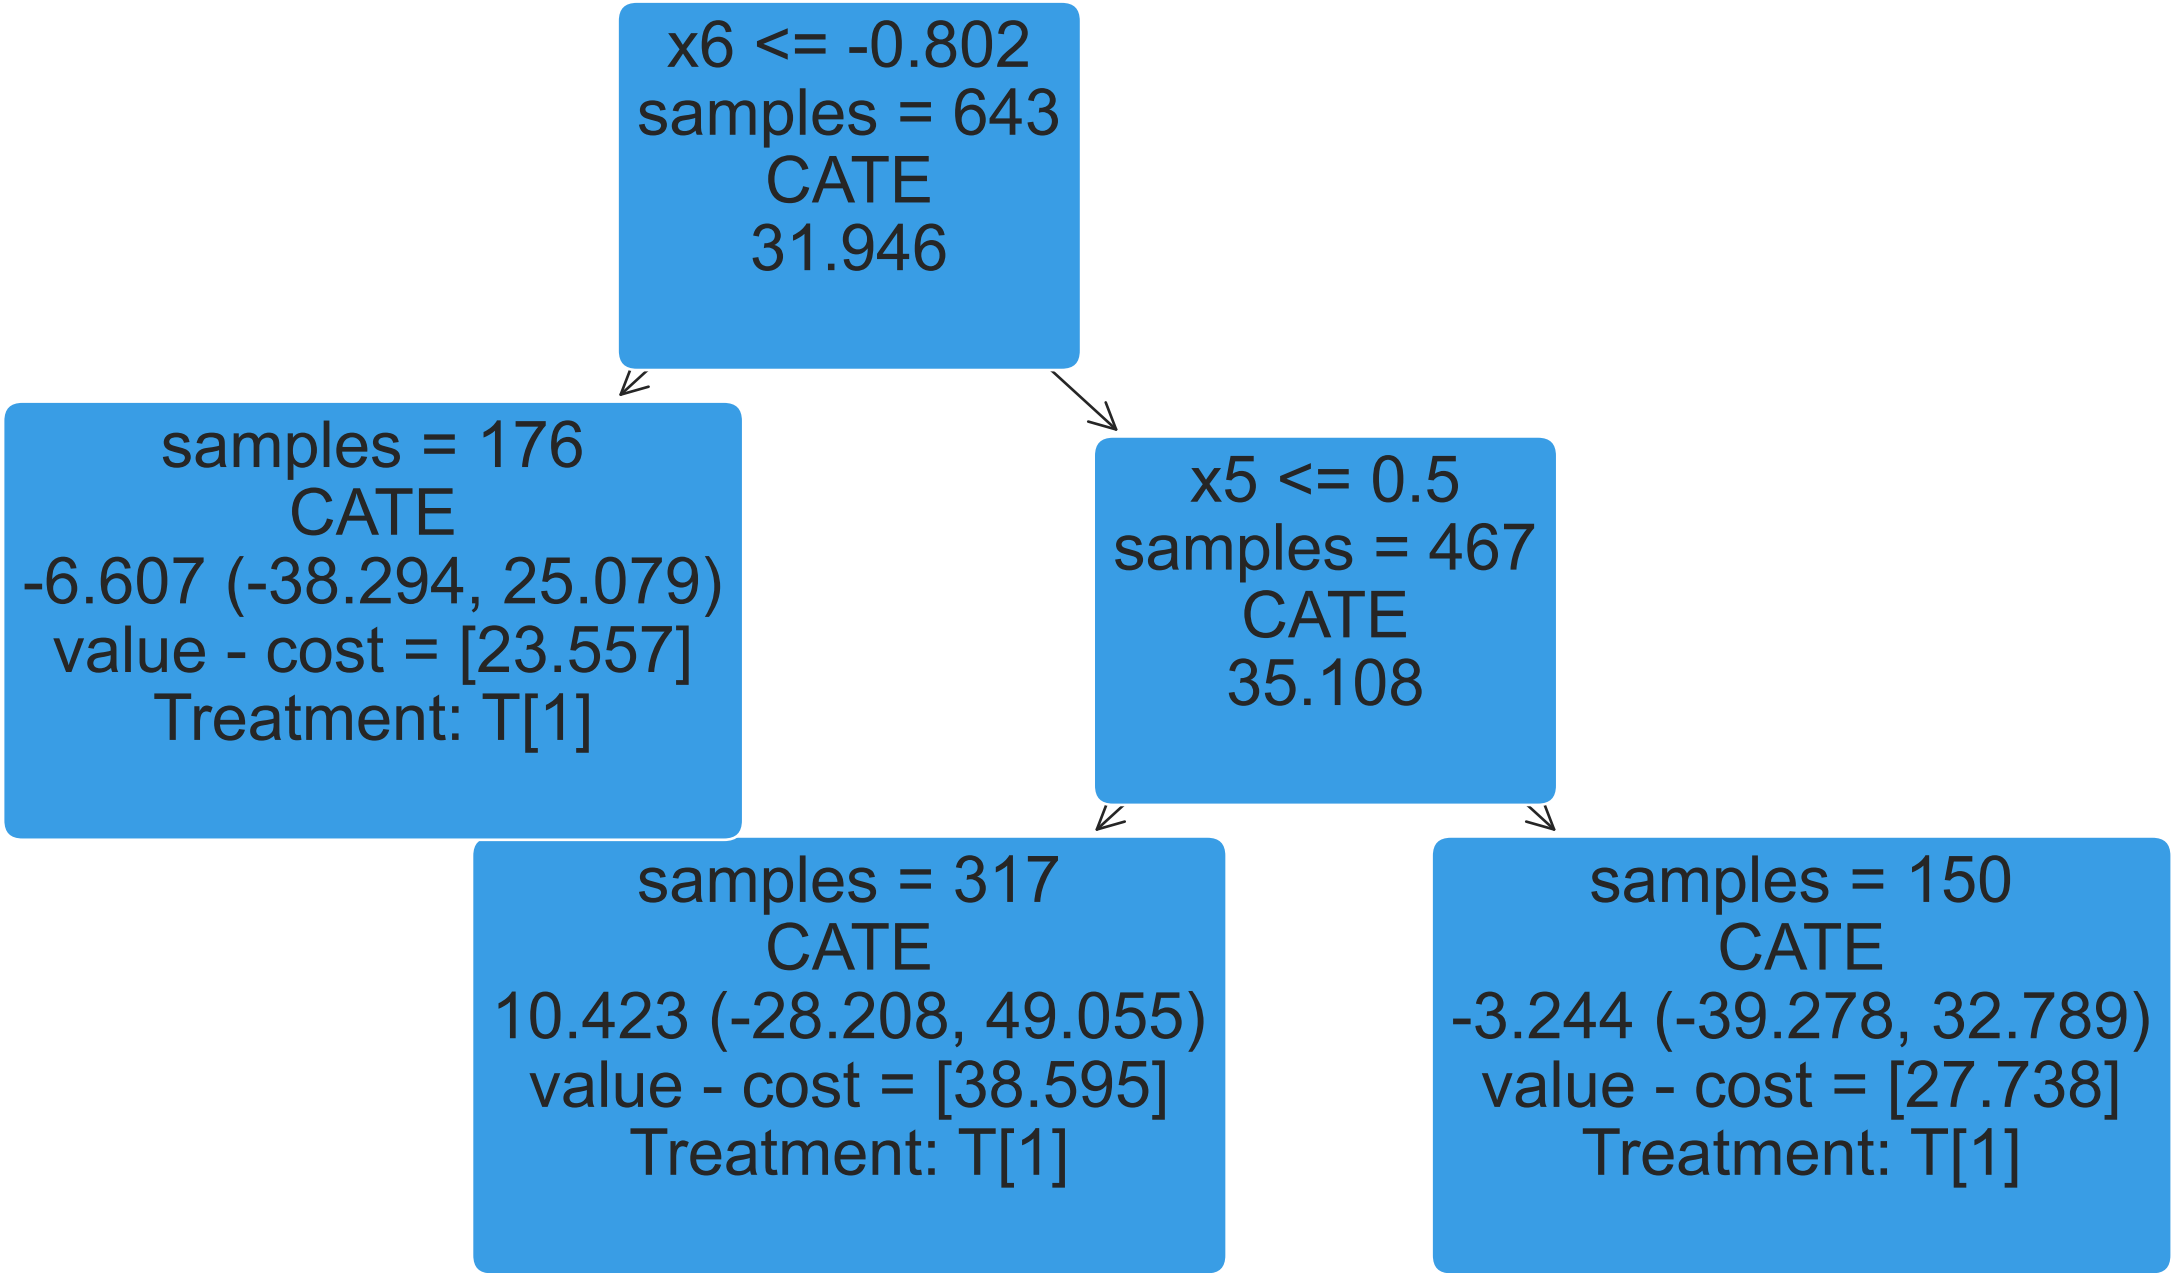 x6 <= -0.802
samples = 643
CATE
31.946
samples = 176
CATE
-6.607 (-38.294, 25.079)
value - cost = [23.557]
Treatment: T[1]
x5 <= 0.5
samples = 467
CATE
35.108
samples = 317
CATE
10.423 (-28.208, 49.055)
value - cost = [38.595]
Treatment: T[1]
samples = 150
CATE
-3.244 (-39.278, 32.789)
value - cost = [27.738]
Treatment: T[1]